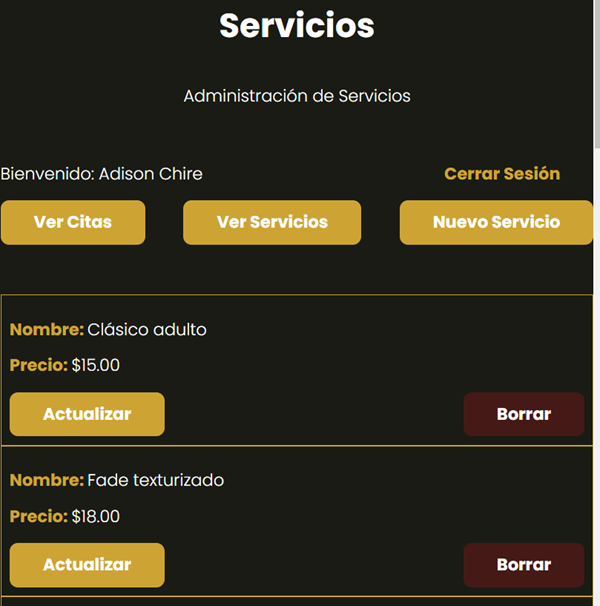 Servicios
Administración de Servicios
Bienvenido: Adison Chire Cerrar Sesión
Ver Citas Ver Servicios Nuevo Servicio
Nombre: Clásico adulto
Precio: $15.00
Actualizar Borrar
Nombre: Fade texturizado
Precio: $18.00
Actualizar Borrar